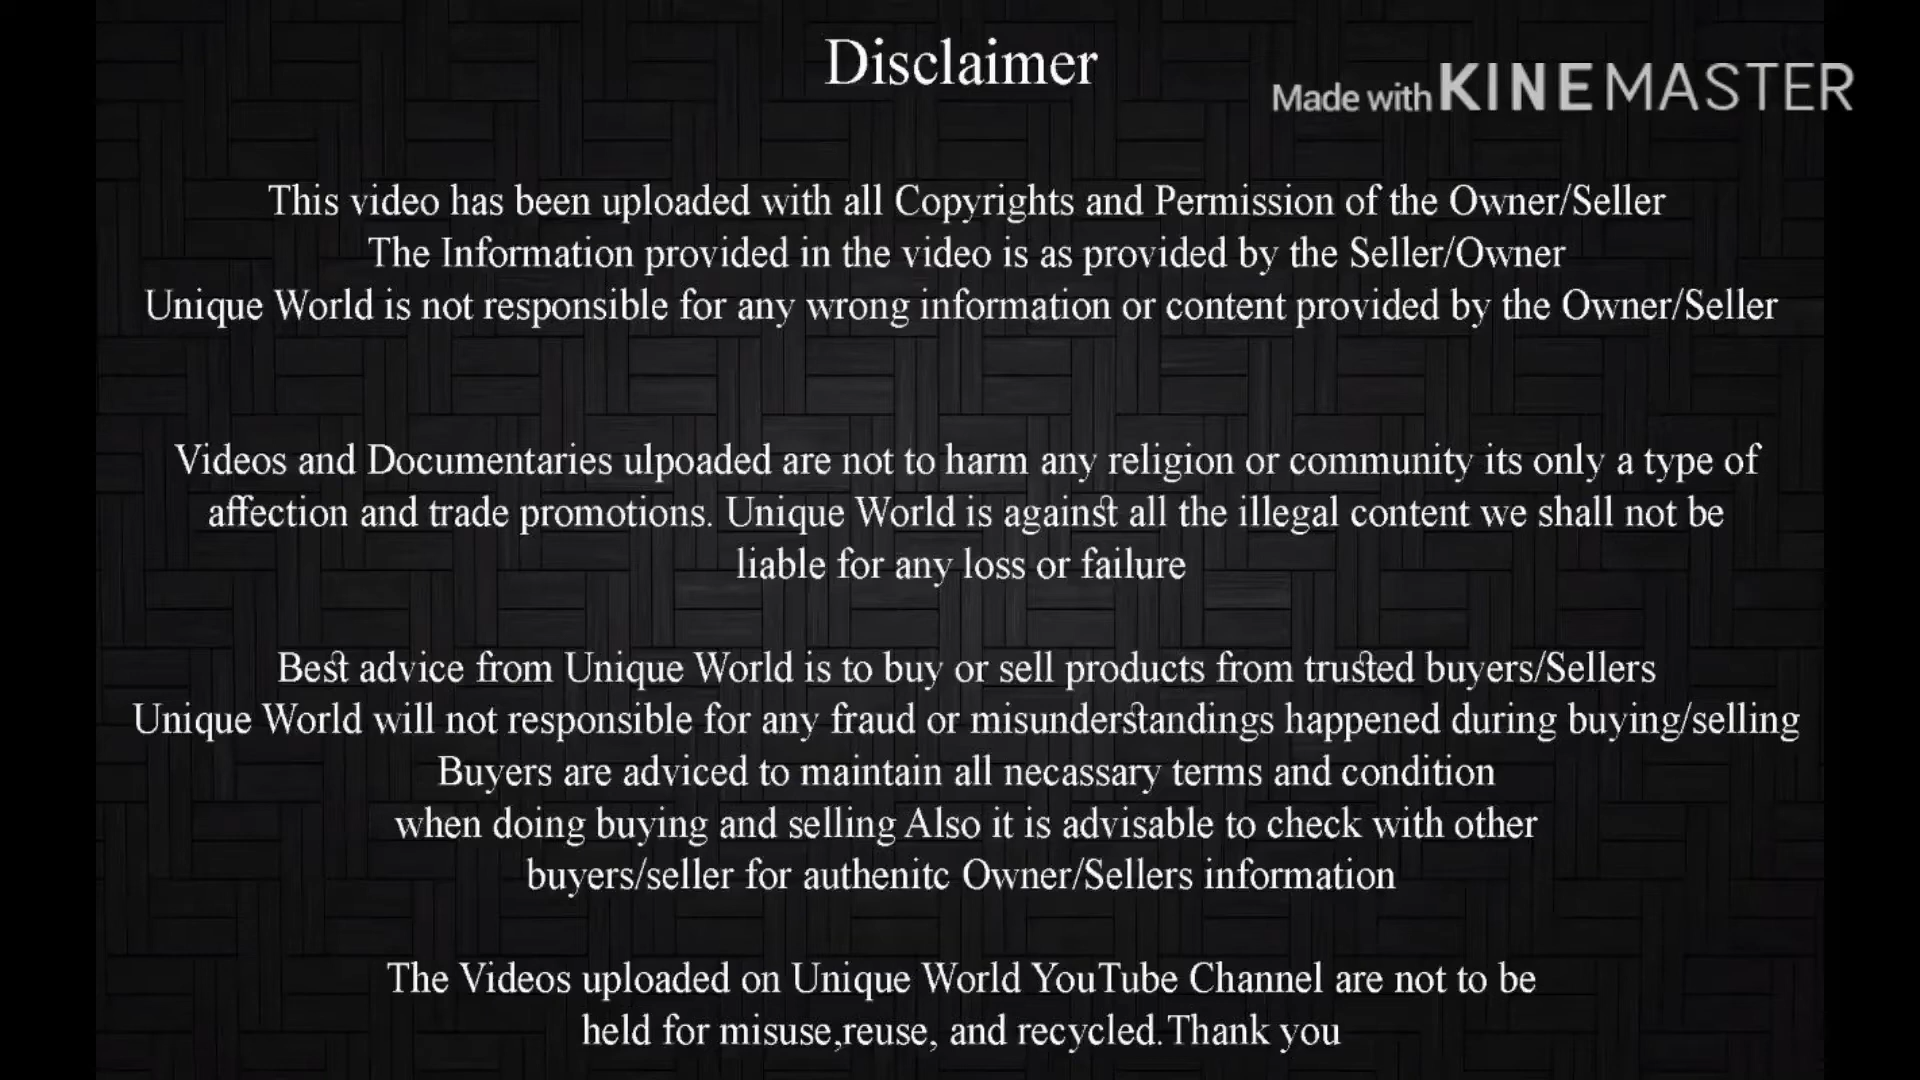 Disclaimer
Made with KINEMASTER
This video has been uploaded with all Copyrights and Permission of the Owner/Seller
The Information provided in the video is as provided by the Seller/Owner
Unique World is not responsible for any wrong information or content provided by the Owner/Seller
Videos and Documentaries ulpoaded are not to harm any religion or community its only a type of
affection and trade promotions. Unique World is against all the illegal content we shall not be
liable for any loss or failure
Best advice from Unique World is to buy or sell products from trusted buyers/Sellers
Unique World will not responsible for any fraud or misunderstandings happened during buying/selling
Buyers are adviced to maintain all necassary terms and condition
when doing buying and selling Also it is advisable to check with other
buyers/seller for authenitc Owner/Sellers information
The Videos uploaded on Unique World YouTube Channel are not to be
held for misuse,reuse, and recycled.Thank you